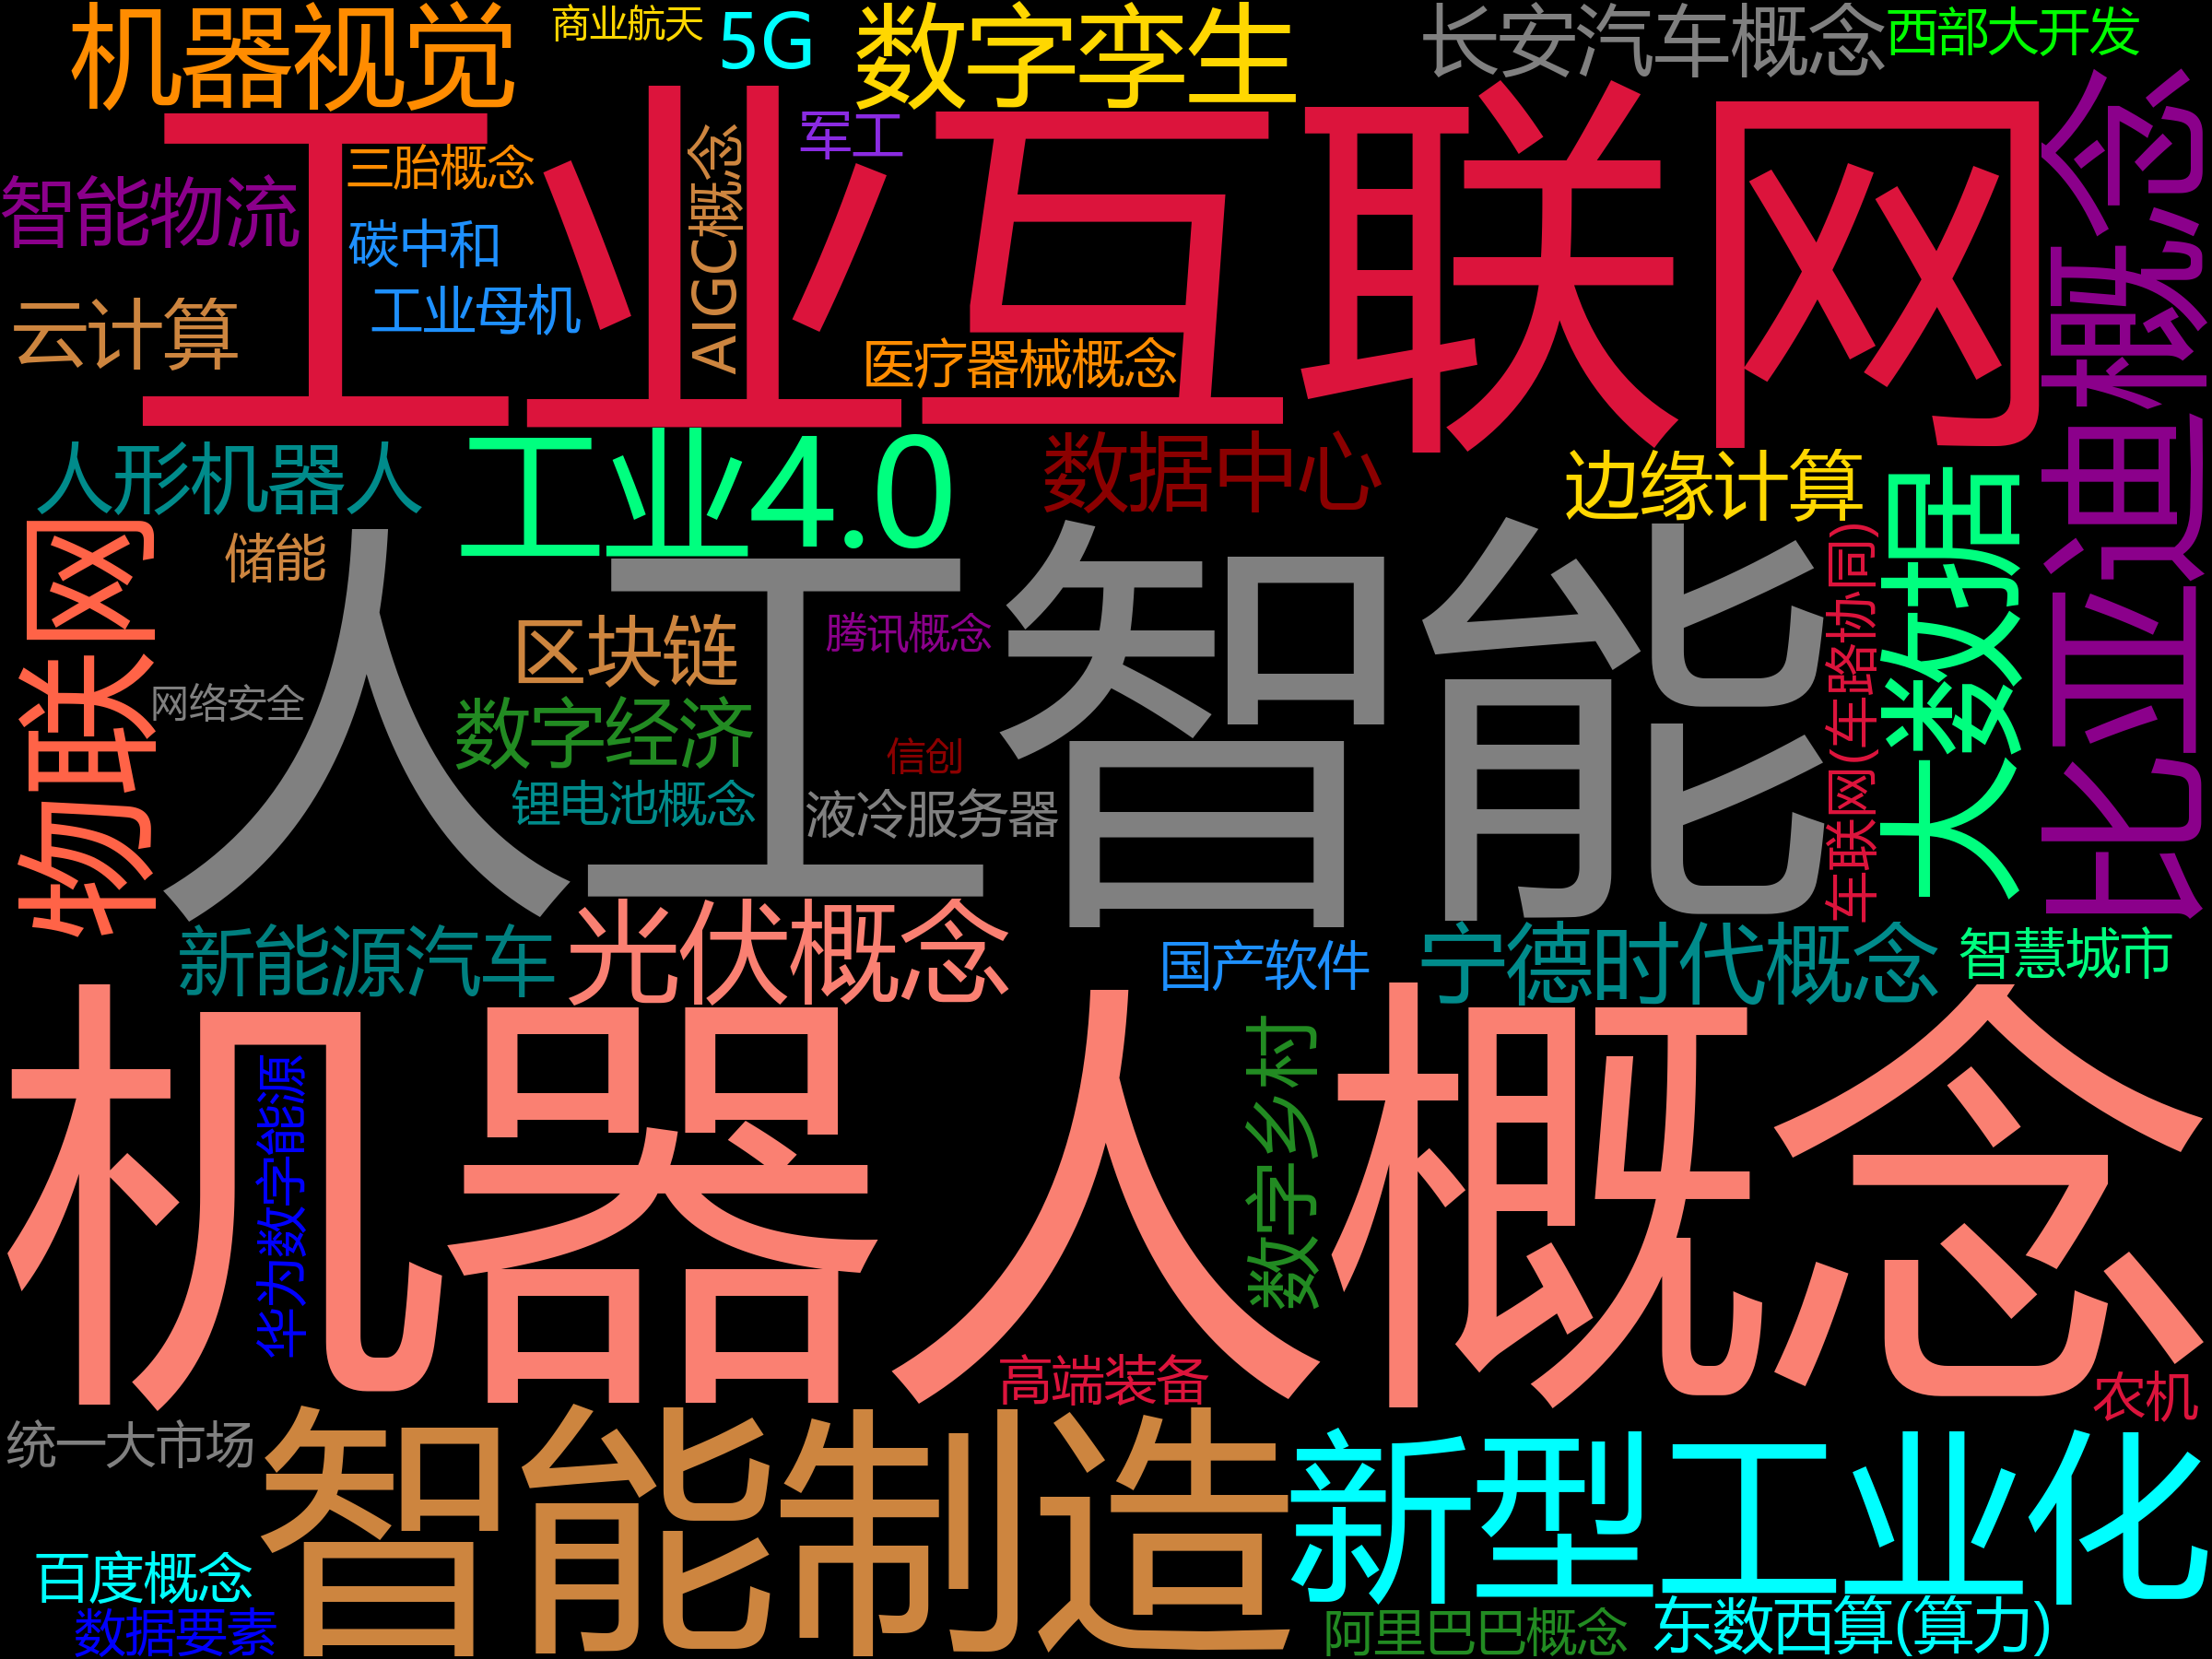 商业航天
5G
机器视觉
数字孪生
长安汽车概念
西部大开发
工业互联网
军工
三胎概念
智能物流
碳中和
工业母机
云计算
AIGC概念
医疗器械概念
比亚迪概念
人形机器人
工业4.0
数据中心
边缘计算
大数据
物联网
储能
人工智能
区块链
腾讯概念
车联网(车路协同)
网络安全
数字经济
信创
锂电池概念
液冷服务器
新能源汽车
光伏概念
国产软件
宁德时代概念
智慧城市
机器人概念
华为数字能源
数字乡村
高端装备
农机
统一大市场
智能制造
新型工业化
百度概念
数据要素
阿里巴巴概念
东数西算(算力)